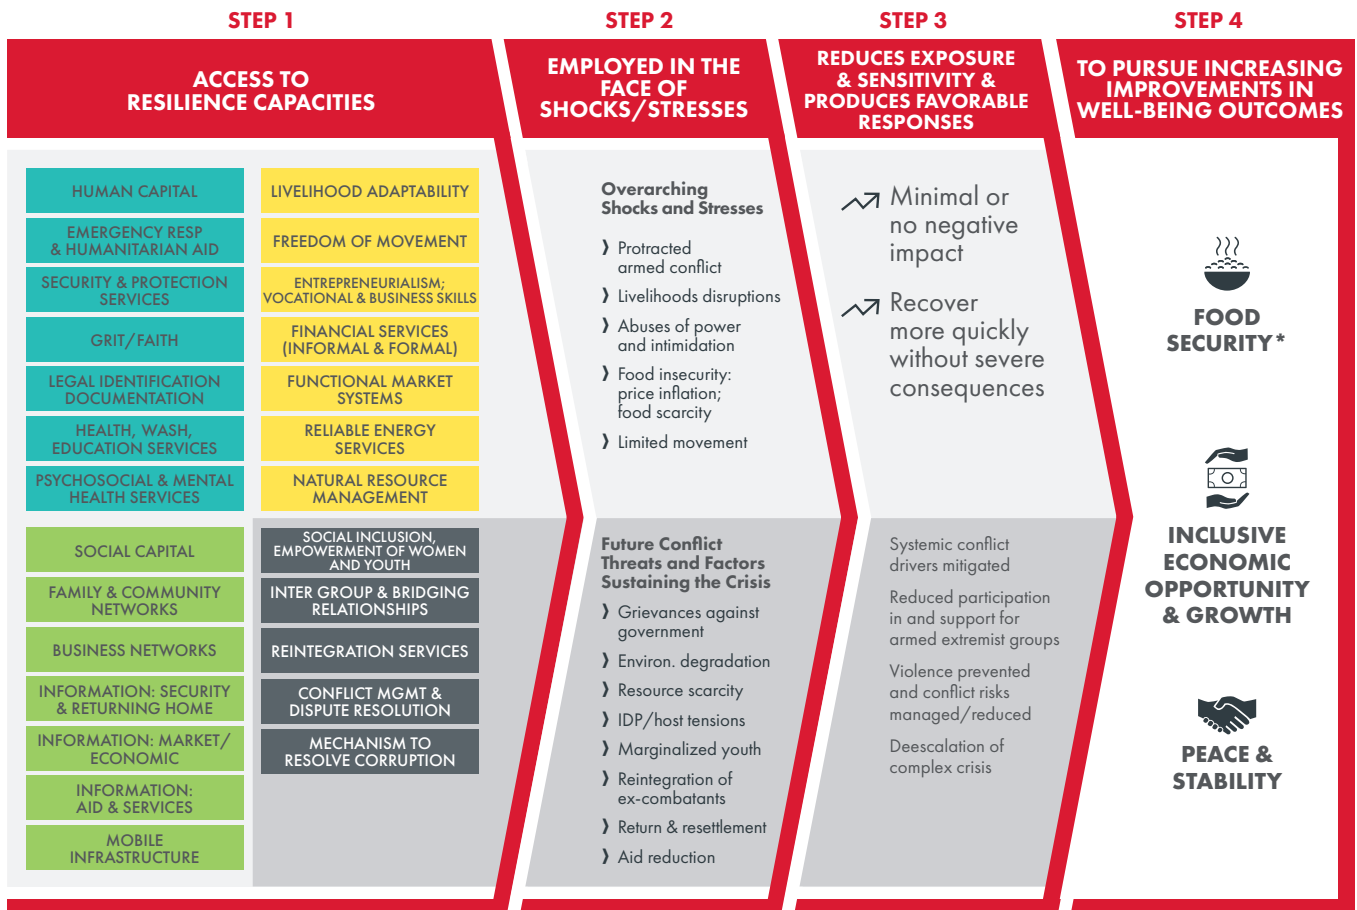 STEP 1
ACCESS TO
RESILIENCE CAPACITIES
HUMAN CAPITAL
EMERGENCY RESP
& HUMANITARIAN AID
SECURITY & PROTECTION
SERVICES
GRIT/FAITH
LEGAL IDENTIFICATION
DOCUMENTATION
HEALTH, WASH,
EDUCATION SERVICES
PSYCHOSOCIAL & MENTAL
HEALTH SERVICES
LIVELIHOOD ADAPTABILITY
FREEDOM OF MOVEMENT
ENTREPRENEURIALISM;
VOCATIONAL & BUSINESS SKILLS
FINANCIAL SERVICES
(INFORMAL & FORMAL)
FUNCTIONAL MARKET
SYSTEMS
RELIABLE ENERGY
SERVICES
NATURAL RESOURCE
MANAGEMENT
SOCIAL CAPITAL
FAMILY & COMMUNITY
NETWORKS
BUSINESS NETWORKS
INFORMATION: SECURITY
& RETURNING HOME
INFORMATION: MARKET/
ECONOMIC
INFORMATION:
AID & SERVICES
MOBILE
INFRASTRUCTURE
SOCIAL INCLUSION,
EMPOWERMENT OF WOMEN
AND YOUTH
INTER GROUP & BRIDGING
RELATIONSHIPS
REINTEGRATION SERVICES
CONFLICT MGMT &
DISPUTE RESOLUTION
MECHANISM TO
RESOLVE CORRUPTION
STEP 2
EMPLOYED IN THE
FACE OF
SHOCKS/STRESSES
Overarching
Shocks and Stresses
❫ Protracted
armed conflict
❫ Livelihoods disruptions
❫ Abuses of power
and intimidation
❫ Food insecurity:
price inflation;
food scarcity
❫ Limited movement
Future Conflict
Threats and Factors
Sustaining the Crisis
❫ Grievances against
government
❫ Environ. degradation
❫ Resource scarcity
❫ IDP/host tensions
❫ Marginalized youth
❫ Reintegration of
ex-combatants
❫ Return & resettlement
❫ Aid reduction
STEP 3
REDUCES EXPOSURE
& SENSITIVITY &
PRODUCES FAVORABLE
RESPONSES
Minimal or
no negative
impact
Recover
more quickly
without severe
consequences
Systemic conflict
drivers mitigated
Reduced participation
in and support for
armed extremist groups
Violence prevented
and conflict risks
managed/reduced
Deescalation of
complex crisis
STEP 4
TO PURSUE INCREASING
IMPROVEMENTS IN
WELL-BEING OUTCOMES
FOOD
SECURITY*
INCLUSIVE
ECONOMIC
OPPORTUNITY
& GROWTH
PEACE &
STABILITY